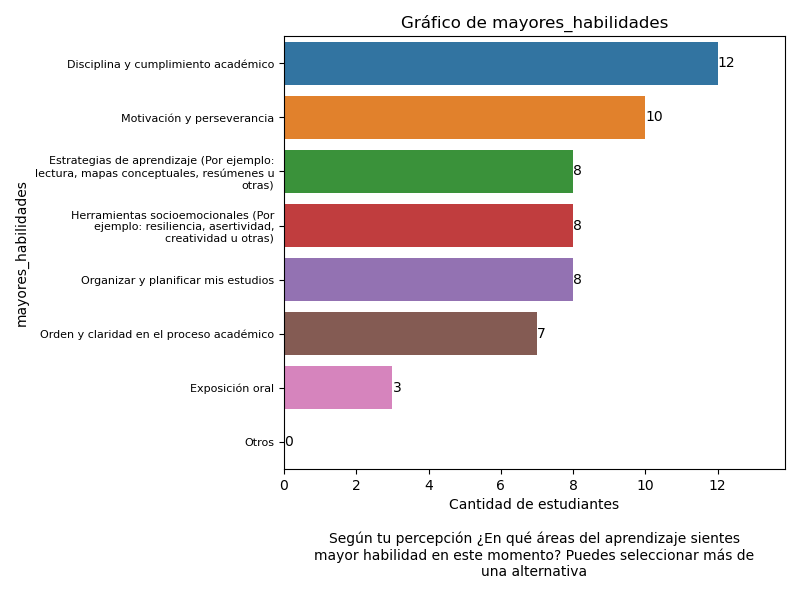 Gráfico de mayores_habilidades
mayores_habilidades
Disciplina y cumplimiento académico
12
Motivación y perseverancia
10
Estrategias de aprendizaje (Por ejemplo:
lectura, mapas conceptuales, resúmenes u
otras)
8
Herramientas socioemocionales (Por
ejemplo: resiliencia, asertividad,
creatividad u otras)
8
Organizar y planificar mis estudios
8
Orden y claridad en el proceso académico
7
Exposición oral
3
Otros
0
0 2 4 6 8 10 12
Cantidad de estudiantes
Según tu percepción ¿En qué áreas del aprendizaje sientes
mayor habilidad en este momento? Puedes seleccionar más de
una alternativa